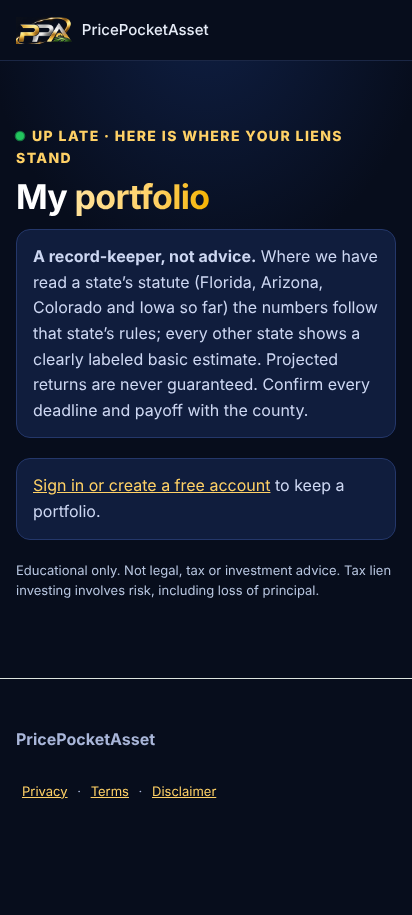 PPA PricePocketAsset
UP LATE · HERE IS WHERE YOUR LIENS
STAND
My portfolio
A record-keeper, not advice. Where we have
read a state’s statute (Florida, Arizona,
Colorado and Iowa so far) the numbers follow
that state’s rules; every other state shows a
clearly labeled basic estimate. Projected
returns are never guaranteed. Confirm every
deadline and payoff with the county.
Sign in or create a free account to keep a
portfolio.
Educational only. Not legal, tax or investment advice. Tax lien
investing involves risk, including loss of principal.
PricePocketAsset
Privacy · Terms · Disclaimer